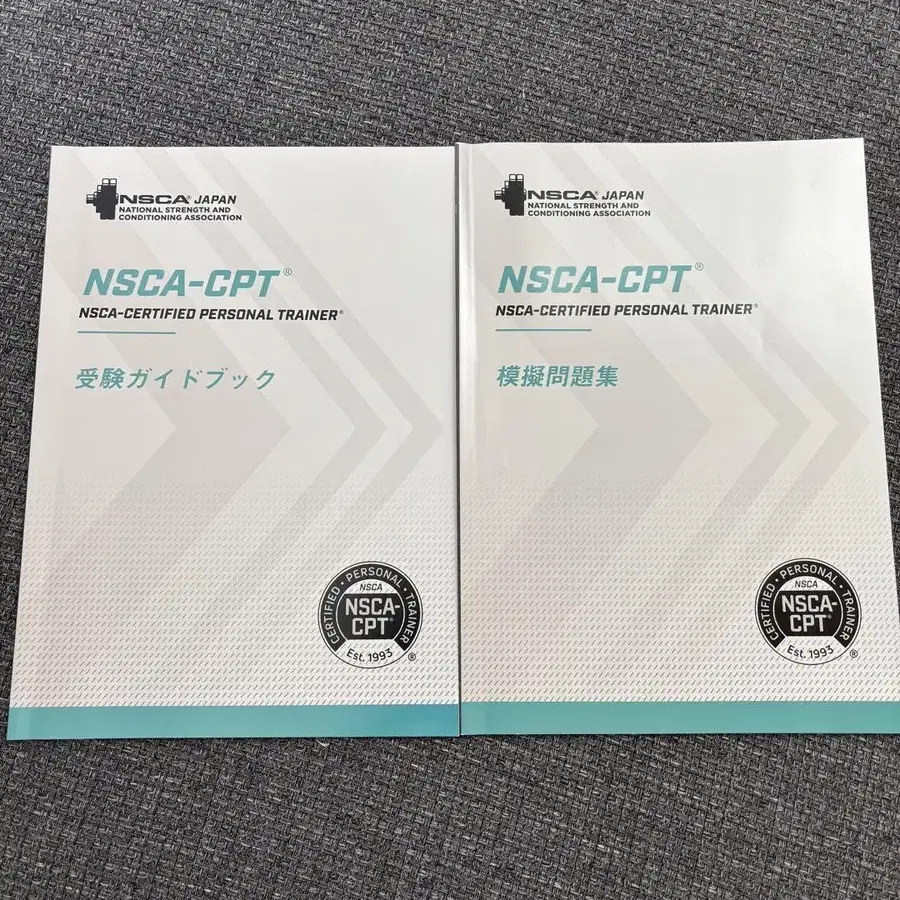 NSCA® JAPAN
NATIONAL STRENGTH AND
CONDITIONING ASSOCIATION
NSCA-CPT®
NSCA-CERTIFIED PERSONAL TRAINER®
受験ガイドブック
CERTIFIED • PERSONAL • TRAINER
NSCA
NSCA-
CPT®
Est. 1993
®
NSCA® JAPAN
NATIONAL STRENGTH AND
CONDITIONING ASSOCIATION
NSCA-CPT®
NSCA-CERTIFIED PERSONAL TRAINER®
模擬問題集
CERTIFIED • PERSONAL • TRAINER
NSCA
NSCA-
CPT®
Est. 1993
®